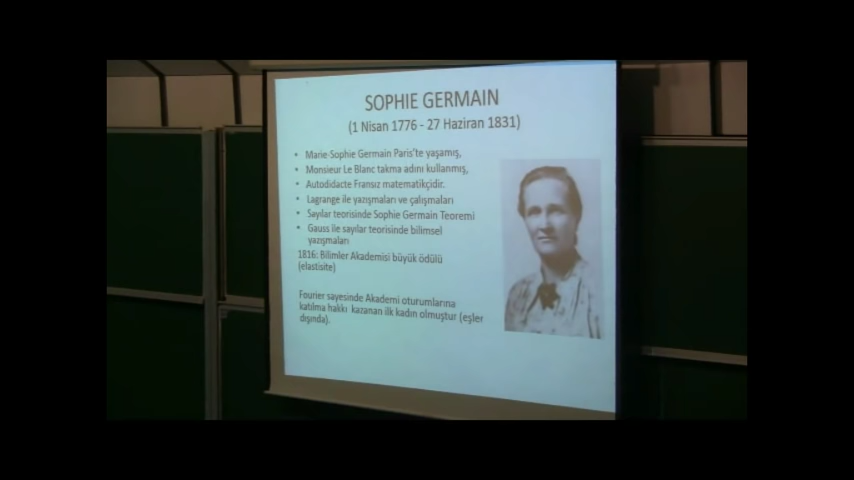 SOPHIE GERMAIN
(1 Nisan 1776 - 27 Haziran 1831)
• Marie-Sophie Germain Paris'te yaşamış,
• Monsieur Le Blanc takma adını kullanmış,
• Autodidacte Fransız matematikçidir.
• Lagrange ile yazışmaları ve çalışmaları
• Sayılar teorisinde Sophie Germain Teoremi
• Gauss ile sayılar teorisinde bilimsel
yazışmaları
1816: Bilimler Akademisi büyük ödülü
(elastisite)
Fourier sayesinde Akademi oturumlarına
katılma hakkı kazanan ilk kadın olmuştur (eşler
dışında).